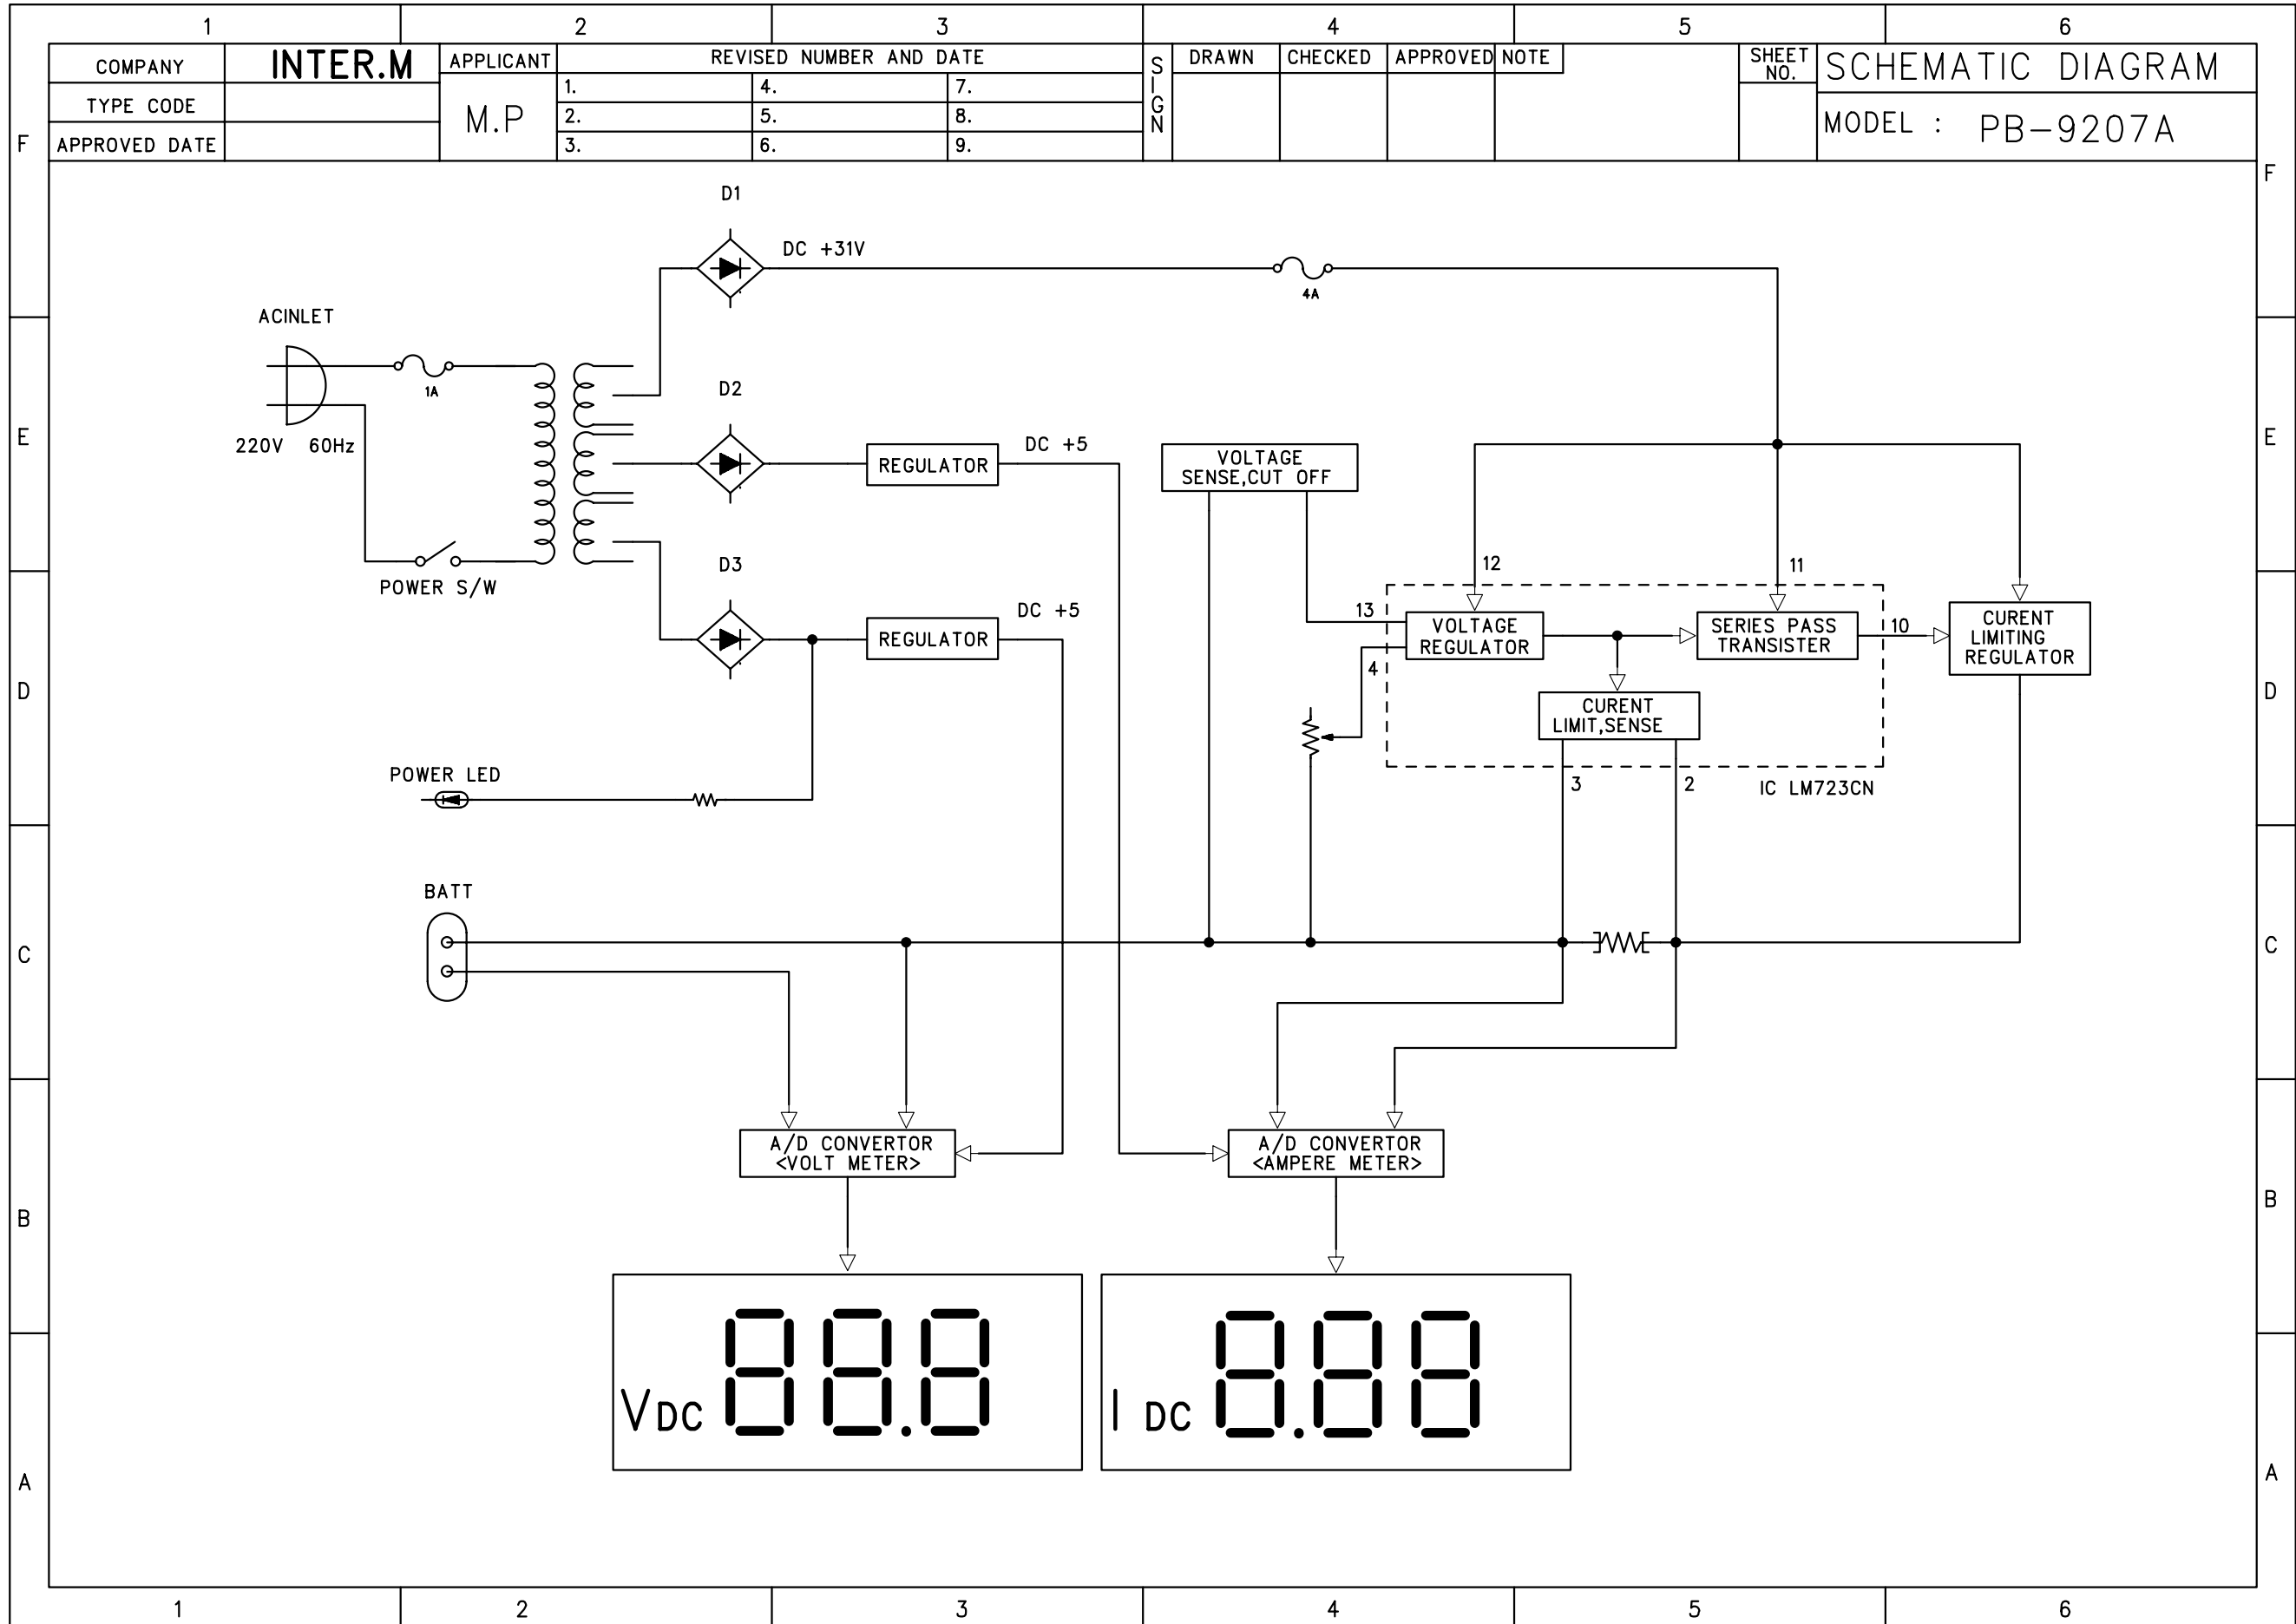 1 2 3 4 5 6
COMPANY INTER.M
TYPE CODE
APPROVED DATE
APPLICANT
M.P
REVISED NUMBER AND DATE
1. 4. 7.
2. 5. 8.
3. 6. 9.
SIGN
DRAWN CHECKED APPROVED NOTE
SHEET
NO.
SCHEMATIC DIAGRAM
MODEL : PB-9207A
F F
D1
DC +31V
4A
ACINLET
1A
220V 60Hz
E E
D2
REGULATOR
DC +5
VOLTAGE
SENSE,CUT OFF
POWER S/W
D3
REGULATOR
DC +5
12
11
13
4
VOLTAGE
REGULATOR
SERIES PASS
TRANSISTER
10
CURENT
LIMITING
REGULATOR
CURENT
LIMIT,SENSE
D D
3
2
IC LM723CN
POWER LED
BATT
C C
A/D CONVERTOR
<VOLT METER>
A/D CONVERTOR
<AMPERE METER>
B B
VDC 88.8
I DC 8.88
A A
1 2 3 4 5 6